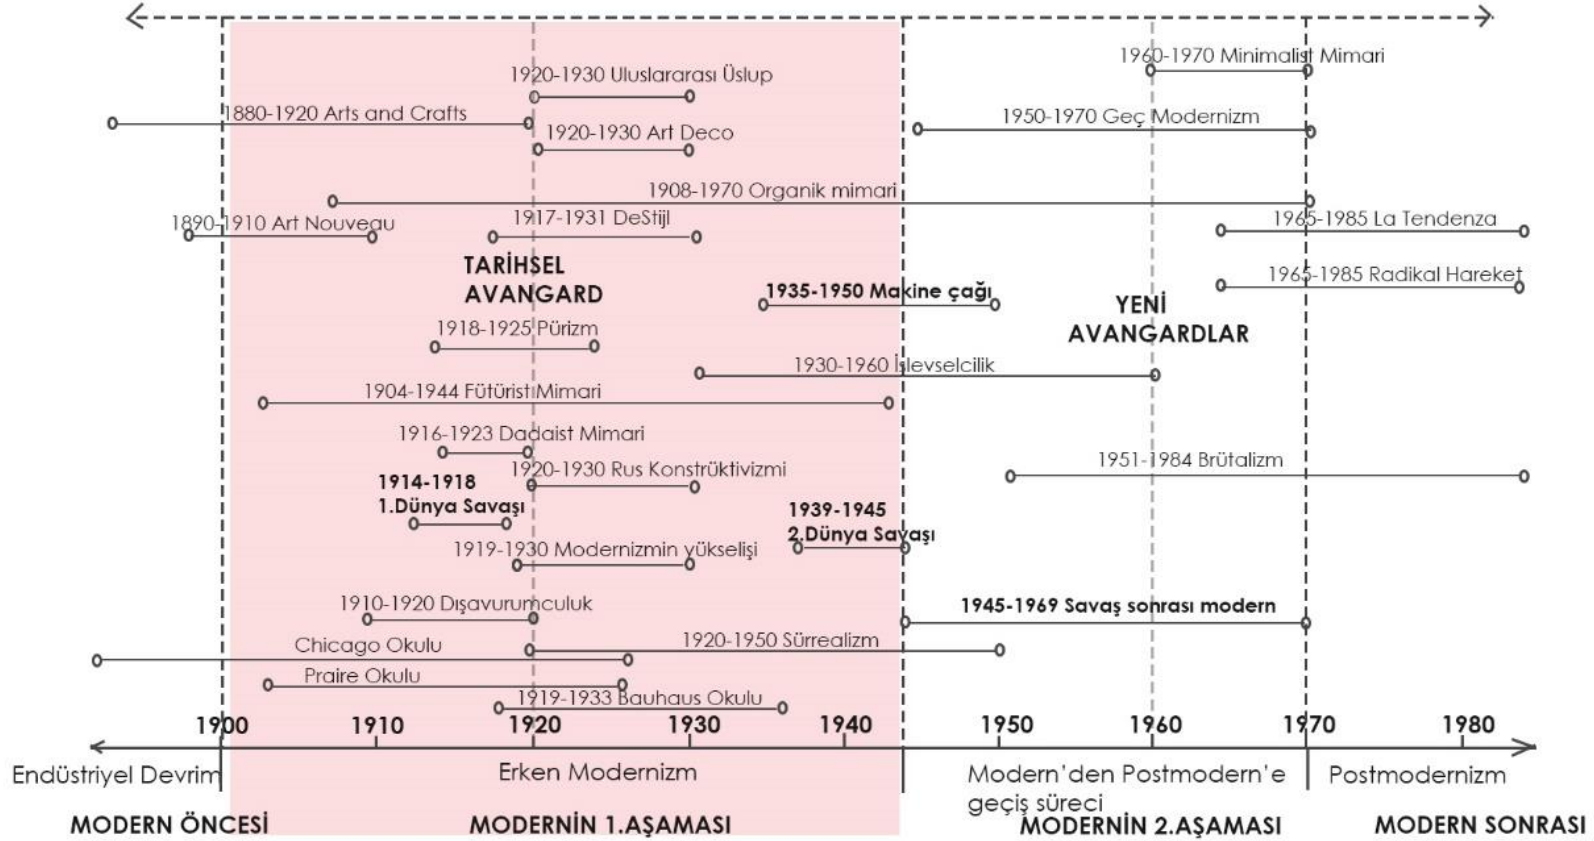 1960-1970 Minimalist Mimari
1920-1930 Uluslararası Üslup
1880-1920 Arts and Crafts
1950-1970 Geç Modernizm
1920-1930 Art Deco
1908-1970 Organik mimari
1890-1910 Art Nouveau
1917-1931 DeStijl
1965-1985 La Tendenza
TARİHSEL
AVANGARD
1965-1985 Radikal Hareket
1935-1950 Makine çağı
YENİ
AVANGARDLAR
1918-1925 Pürizm
1930-1960 İslevselcilik
1904-1944 Fütürist Mimari
1916-1923 Dadaist Mimari
1920-1930 Rus Konstrüktivizmi
1951-1984 Brütalizm
1914-1918
1.Dünya Savaşı
1939-1945
2.Dünya Savaşı
1919-1930 Modernizmin yükselişi
1910-1920 Dışavurumculuk
1945-1969 Savaş sonrası modern
Chicago Okulu
1920-1950 Sürrealizm
Praire Okulu
1919-1933 Bauhaus Okulu
1900 1910 1920 1930 1940 1950 1960 1970 1980
Endüstriyel Devrim
Erken Modernizm
Modern'den Postmodern'e
geçiş süreci
Postmodernizm
MODERN ÖNCESİ
MODERNİN 1.AŞAMASI
MODERNİN 2.AŞAMASI
MODERN SONRASI